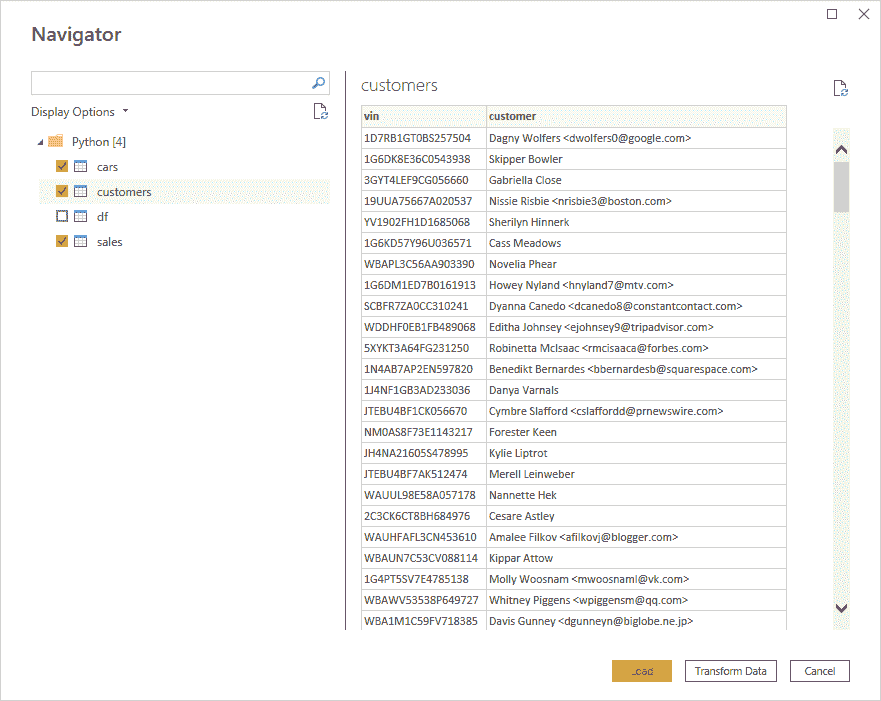 Navigator
Display Options
Python [4]
cars
customers
df
sales
customers
vin customer
1D7RB1GT0BS257504 Dagny Wolfers <dwolfers0@google.com>
1G6DK8E36C0543938 Skipper Bowler
3GYT4LEF9CG056660 Gabriella Close
19UUA75667A020537 Nissie Risbie <nrisbie3@boston.com>
YV1902FH1D1685068 Sherilyn Hinnerk
1G6KD57Y96U036571 Cass Meadows
WBAPL3C56AA903390 Novelia Phear
1G6DM1ED7B0161913 Howey Nyland <hnyland7@mtv.com>
SCBFR7ZA0CC310241 Dyanna Canedo <dcanedo8@constantcontact.com>
WDDHF0EB1FB489068 Editha Johnsey <ejohnsey9@tripadvisor.com>
5XYKT3A64FG231250 Robinetta McIsaac <rmcisaaca@forbes.com>
1N4AB7AP2EN597820 Benedikt Bernardes <bbernardesb@squarespace.com>
1J4NF1GB3AD233036 Danya Varnals
JTEBU4BF1CK056670 Cymbre Slafford <cslaffordd@prnewswire.com>
NM0AS8F73E1143217 Forester Keen
JH4NA21605S478995 Kylie Liptrot
JTEBU4BF7AK512474 Merell Leinweber
WAUUL98E58A057178 Nannette Hek
2C3CK6CT8BH684976 Cesare Astley
WAUHFAFL3CN453610 Amalee Filkov <afilkovj@blogger.com>
WBAUN7C53CV088114 Kippar Attow
1G4PT5SV7E4785138 Molly Woosnam <mwoosnaml@vk.com>
WBAWV53538P649727 Whitney Piggens <wpiggensm@qq.com>
WBA1M1C59FV718385 Davis Gunney <dgunneyn@biglobe.ne.jp>
Load Transform Data Cancel